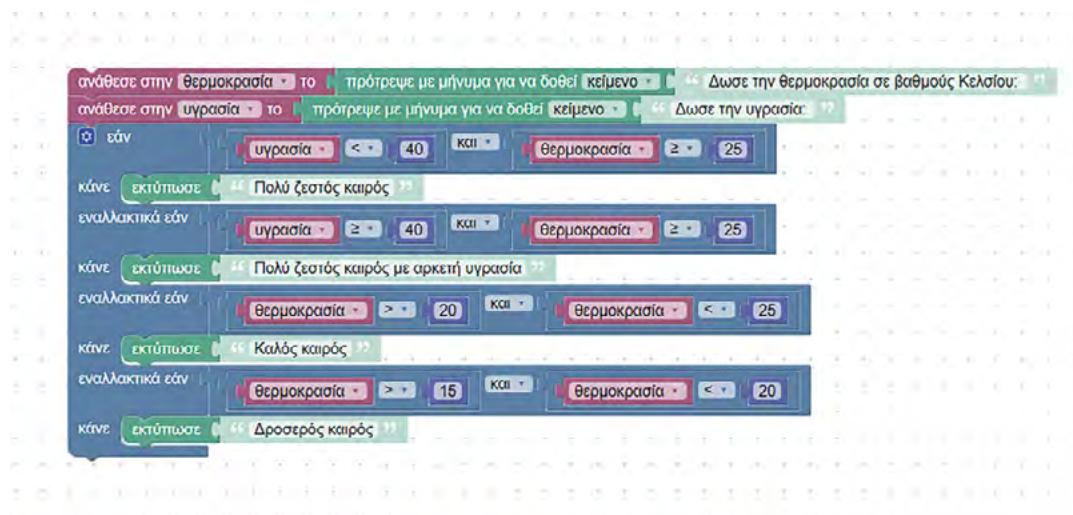 ανάθεσε στην θερμοκρασία το πρότρεψε με μήνυμα για να δοθεί κείμενο “ Δωσε την θερμοκρασία σε βαθμούς Κελσίου: ”
ανάθεσε στην υγρασία το πρότρεψε με μήνυμα για να δοθεί κείμενο “ Δωσε την υγρασία: ”
εάν υγρασία < 40 και θερμοκρασία ≥ 25
κάνε εκτύπωσε “ Πολύ ζεστός καιρός ”
εναλλακτικά εάν υγρασία ≥ 40 και θερμοκρασία ≥ 25
κάνε εκτύπωσε “ Πολύ ζεστός καιρός με αρκετή υγρασία ”
εναλλακτικά εάν θερμοκρασία > 20 και θερμοκρασία < 25
κάνε εκτύπωσε “ Καλός καιρός ”
εναλλακτικά εάν θερμοκρασία > 15 και θερμοκρασία < 20
κάνε εκτύπωσε “ Δροσερός καιρός ”